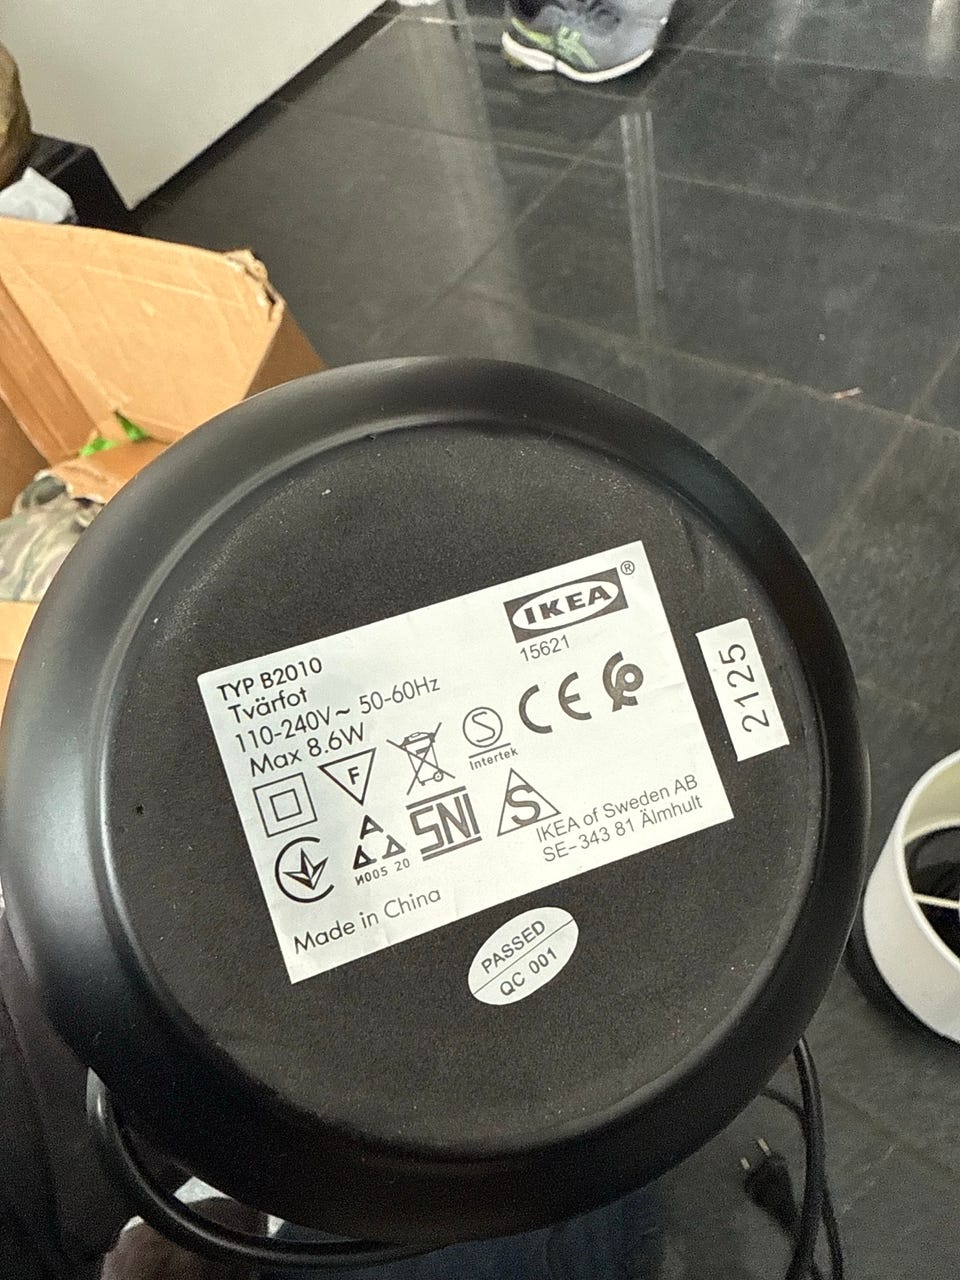 IKEA®
15621
TYP B2010
Tvärfot
110-240V~ 50-60Hz
Max 8.6W
F
S
Intertek
CE
SNI
S
И005 20
IKEA of Sweden AB
SE-343 81 Älmhult
Made in China
2125
PASSED
QC 001